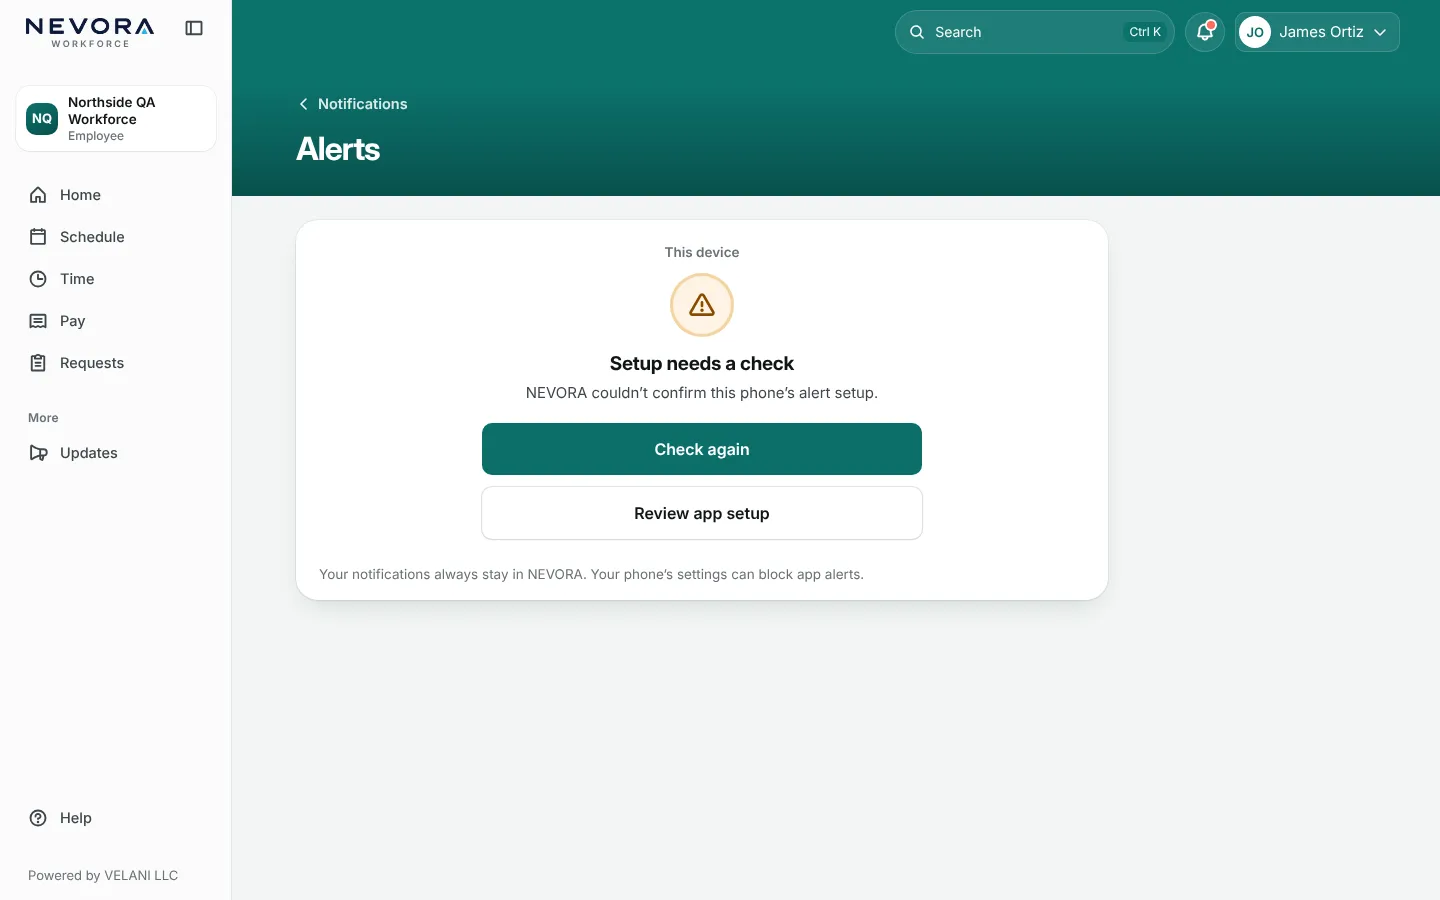 NEVORA
WORKFORCE
Search
Ctrl K
JO
James Ortiz
NQ
Northside QA
Workforce
Employee
Notifications
Alerts
Home
Schedule
Time
Pay
Requests
More
Updates
This device
Setup needs a check
NEVORA couldn’t confirm this phone’s alert setup.
Check again
Review app setup
Your notifications always stay in NEVORA. Your phone’s settings can block app alerts.
Help
Powered by VELANI LLC